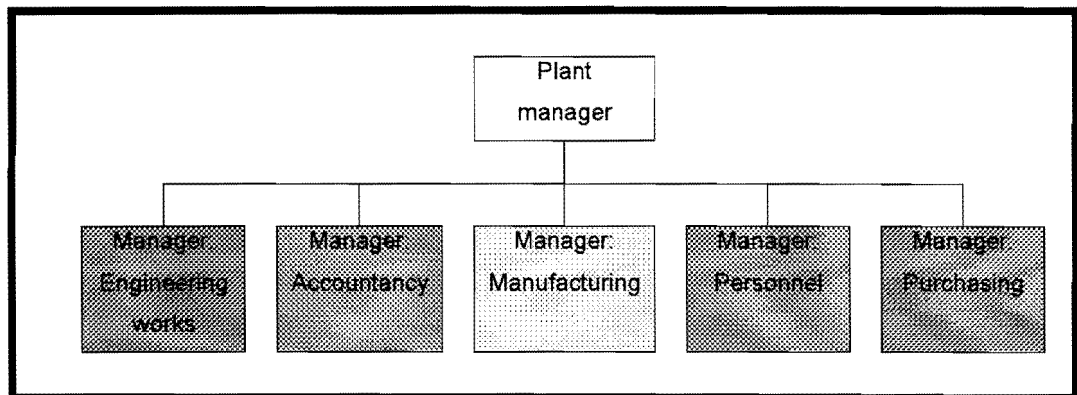 Plant
manager
Manager:
Engineering
works
Manager:
Accountancy
Manager:
Manufacturing
Manager:
Personnel
Manager:
Purchasing